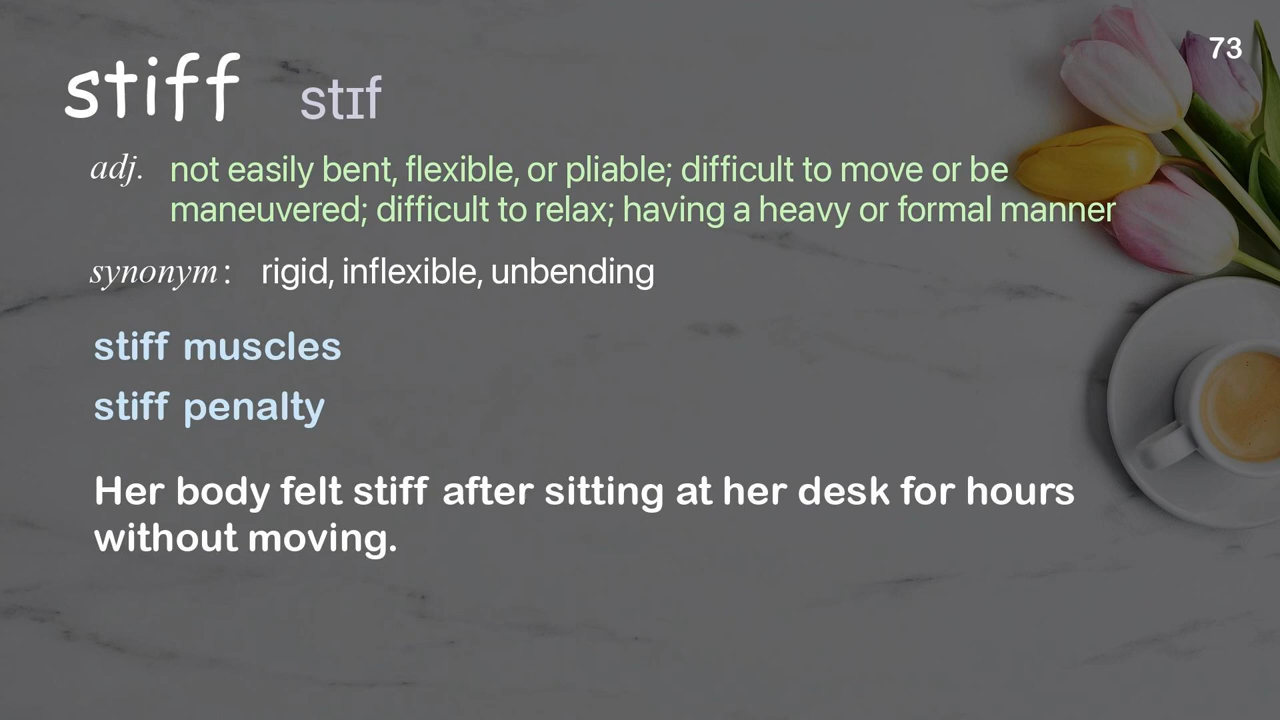 73
stiff stɪf
adj. not easily bent, flexible, or pliable; difficult to move or be
maneuvered; difficult to relax; having a heavy or formal manner
synonym: rigid, inflexible, unbending
stiff muscles
stiff penalty
Her body felt stiff after sitting at her desk for hours
without moving.